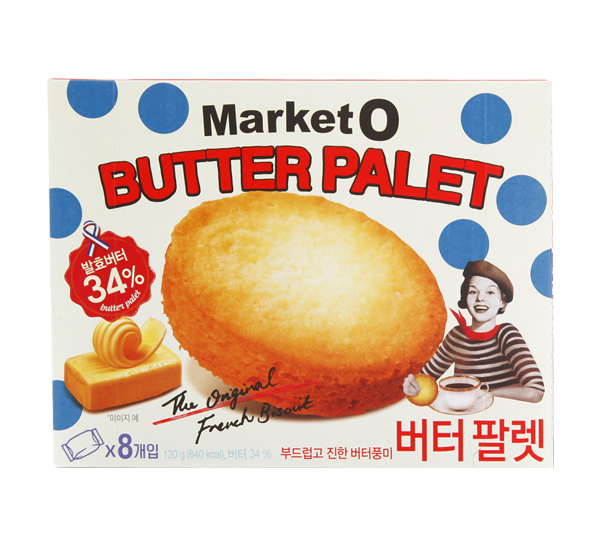 Market O
BUTTER PALET
발효버터
34%
butter palet
The Original
French Biscuit
*이미지 예
x8개입
120 g (640 kcal), 버터 34 %
부드럽고 진한 버터풍미
버터 팔렛